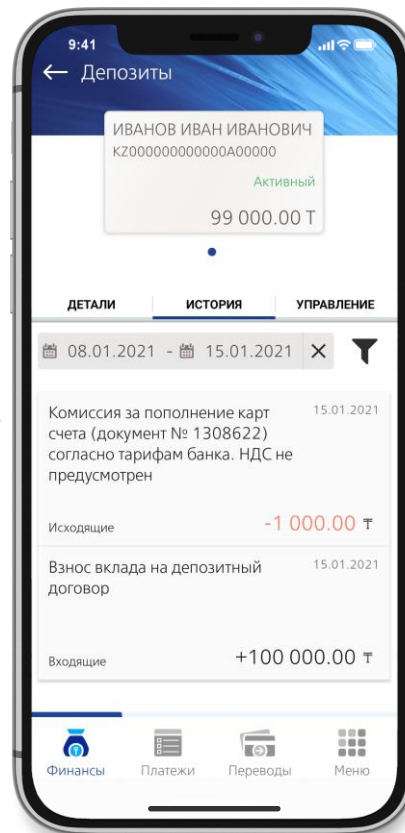 9:41
← Депозиты
ИВАНОВ ИВАН ИВАНОВИЧ
KZ000000000000A00000
Активный
99 000.00 Т
ДЕТАЛИ ИСТОРИЯ УПРАВЛЕНИЕ
08.01.2021 - 15.01.2021 X
Комиссия за пополнение карт 15.01.2021
счета (документ № 1308622)
согласно тарифам банка. НДС не
предусмотрен
Исходящие -1 000.00 ₸
Взнос вклада на депозитный 15.01.2021
договор
Входящие +100 000.00 ₸
Финансы Платежи Переводы Меню